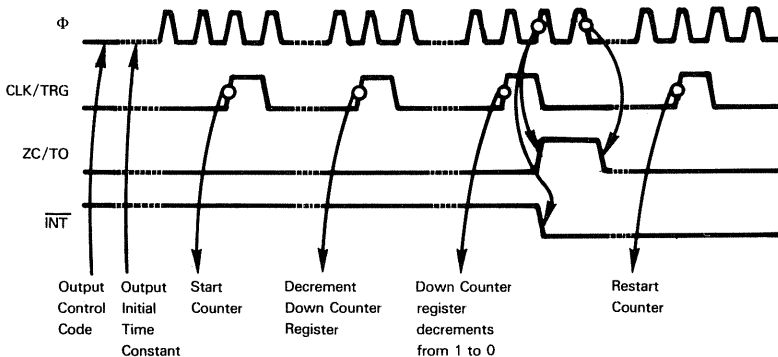 Φ
CLK/TRG
ZC/TO
INT
Output
Control
Code
Output
Initial
Time
Constant
Start
Counter
Decrement
Down Counter
Register
Down Counter
register
decrements
from 1 to 0
Restart
Counter